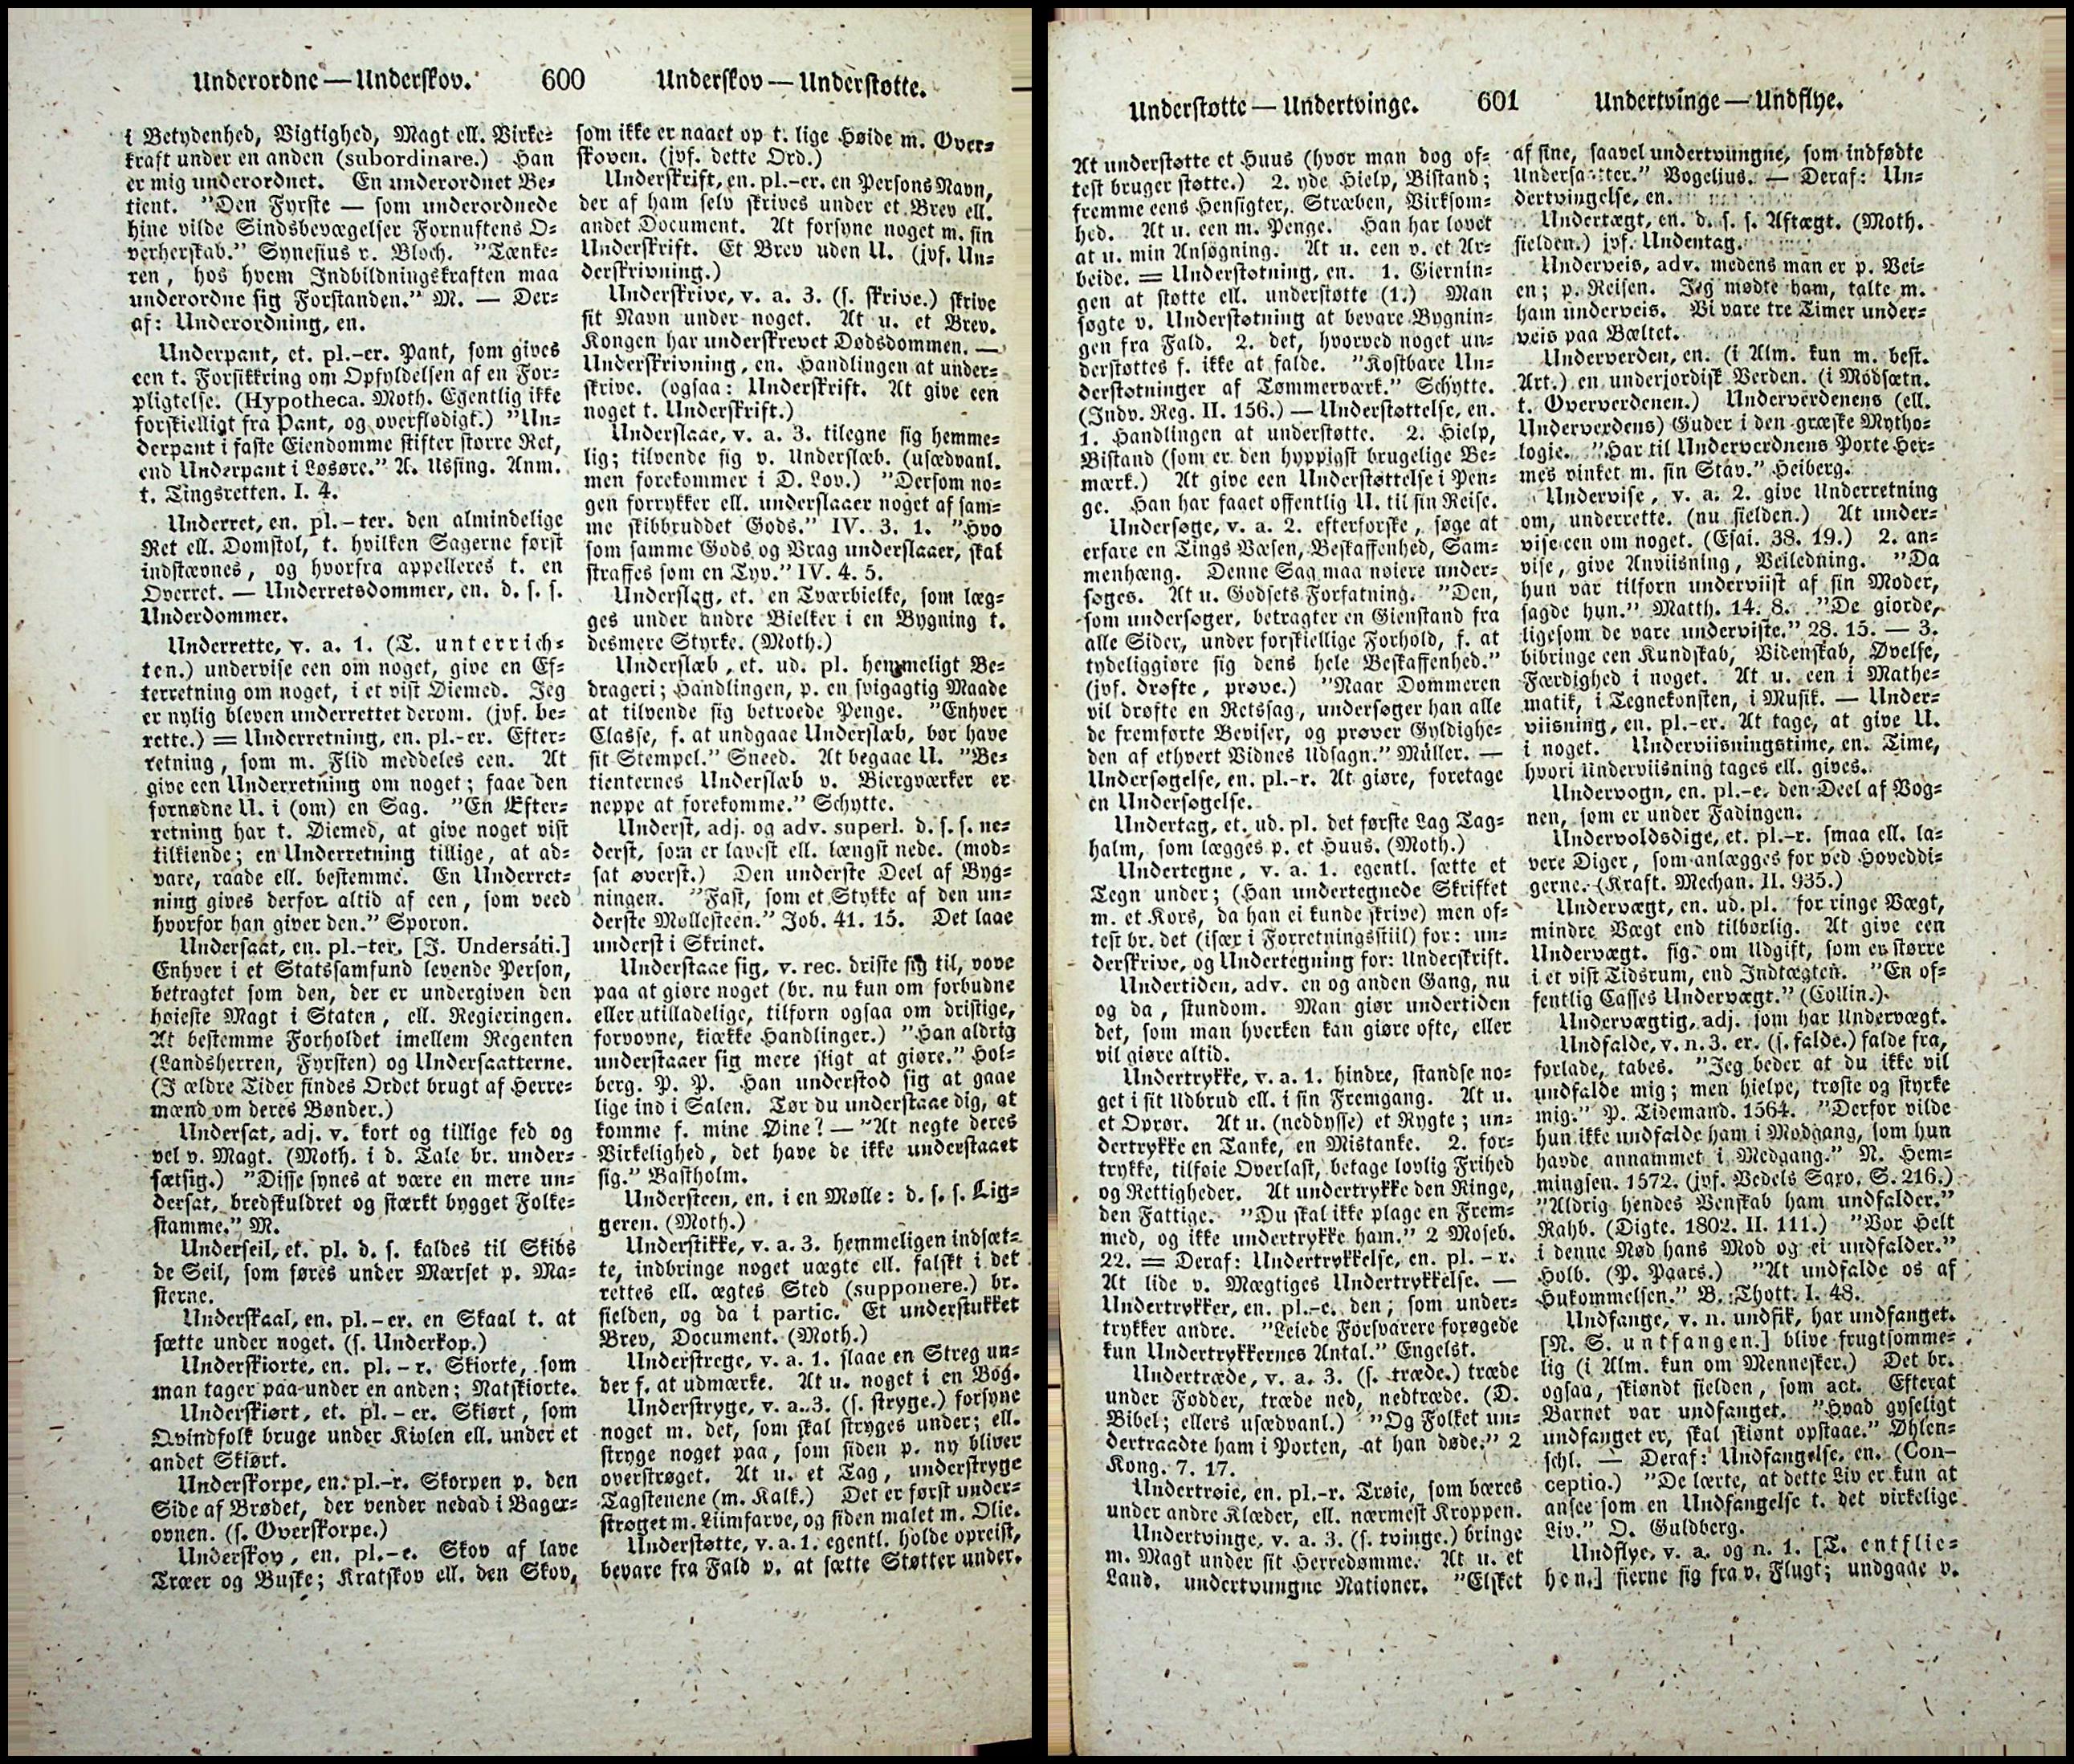 Underordne — Underskov. 600 Underskov — Understøtte.
i Betydenhed, Vigtighed, Magt ell. Virke-
kraft under en anden (subordinare.) Han
er mig underordnet. En underordnet Be-
tient. "Den Fyrste — som underordnede
hine vilde Sindsbevægelser Fornuftens O-
verherskab." Synesius r. Bloch. "Tænke-
ren, hos hvem Indbildningskraften maa
underordne sig Forstanden." M. — Der-
af: Underordning, en.
Underpant, et. pl.-er. Pant, som gives
een t. Forsikkring om Opfyldelsen af en For-
pligtelse. (Hypotheca. Moth. Egentlig ikke
forskielligt fra Pant, og overflødigt.) "Un-
derpant i faste Eiendomme stifter større Ret,
end Underpant i Løsøre." A. Ussing. Anm.
t. Tingsretten. I. 4.
Underret, en. pl.-ter. den almindelige
Ret ell. Domstol, t. hvilken Sagerne først
indstævnes, og hvorfra appelleres t. en
Overret. — Underretsdommer, en. d. s. s.
Underdommer.
Underrette, v. a. 1. (T. unterrich-
ten.) undervise een om noget, give en Ef-
terretning om noget, i et vist Øiemed. Jeg
er nylig bleven underrettet derom. (jvf. be-
rette.) = Underretning, en. pl.-er. Efter-
retning, som m. Flid meddeles een. At
give een Underretning om noget; faae den
fornødne U. i (om) en Sag. "En Efter-
retning har t. Øiemed, at give noget vist
tilkiende; en Underretning tillige, at ad-
vare, raade ell. bestemme. En Underret-
ning gives derfor altid af een, som veed
hvorfor han giver den." Sporon.
Undersaat, en. pl.-ter. [I. Undersáti.]
Enhver i et Statssamfund levende Person,
betragtet som den, der er undergiven den
høieste Magt i Staten, ell. Regieringen.
At bestemme Forholdet imellem Regenten
(Landsherren, Fyrsten) og Undersaatterne.
(I ældre Tider findes Ordet brugt af Herre-
mænd om deres Bønder.)
Undersat, adj. v. kort og tillige fed og
vel v. Magt. (Moth. i d. Tale br. under-
sætsig.) "Disse synes at være en mere un-
dersat, bredskuldret og stærkt bygget Folke-
stamme." M.
Underseil, et. pl. d. s. kaldes til Skibs
de Seil, som føres under Mærset p. Ma-
sterne.
Underskaal, en. pl.-er. en Skaal t. at
sætte under noget. (s. Underkop.)
Underskiorte, en. pl.-r. Skiorte, som
man tager paa under en anden; Natskiorte.
Underskiørt, et. pl.-er. Skiørt, som
Qvindfolk bruge under Kiolen ell. under et
andet Skiørt.
Underskorpe, en. pl.-r. Skorpen p. den
Side af Brødet, der vender nedad i Bager-
ovnen. (s. Overskorpe.)
Underskov, en. pl.-e. Skov af lave
Træer og Buske; Kratskov ell. den Skov,
som ikke er naaet op t. lige Høide m. Over-
skoven. (jvf. dette Ord.)
Underskrift, en. pl.-er. en Persons Navn,
der af ham selv skrives under et Brev ell.
andet Document. At forsyne noget m. sin
Underskrift. Et Brev uden U. (jvf. Un-
derskrivning.)
Underskrive, v. a. 3. (s. skrive.) skrive
sit Navn under noget. At u. et Brev.
Kongen har underskrevet Dødsdommen. —
Underskrivning, en. Handlingen at under-
skrive. (ogsaa: Underskrift. At give een
noget t. Underskrift.)
Underslaae, v. a. 3. tilegne sig hemme-
lig; tilvende sig v. Underslæb. (usædvanl.
men forekommer i D. Lov.) "Dersom no-
gen forrykker ell. underslaaer noget af sam-
me skibbruddet Gods." IV. 3. 1. "Hvo
som samme Gods og Vrag underslaaer, skal
straffes som en Tyv." IV. 4. 5.
Underslag, et. en Tværbielke, som læg-
ges under andre Bielker i en Bygning t.
desmere Styrke. (Moth.)
Underslæb, et. ud. pl. hemmeligt Be-
drageri; Handlingen, p. en svigagtig Maade
at tilvende sig betroede Penge. "Enhver
Classe, f. at undgaae Underslæb, bør have
sit Stempel." Sneed. At begaae U. "Be-
tienternes Underslæb v. Biergværker er
neppe at forekomme." Schytte.
Underst, adj. og adv. superl. d. s. s. ne-
derst, som er lavest ell. længst nede. (mod-
sat øverst.) Den underste Deel af Byg-
ningen. "Fast, som et Stykke af den un-
derste Møllesteen." Job. 41. 15. Det laae
underst i Skrinet.
Understaae sig, v. rec. driste sig til, vove
paa at giøre noget (br. nu kun om forbudne
eller utilladelige, tilforn ogsaa om dristige,
forvovne, kiække Handlinger.) "Han aldrig
understaaer sig mere sligt at giøre." Hol-
berg. P. P. Han understod sig at gaae
lige ind i Salen. Tør du understaae dig, at
komme f. mine Øine? — "At negte deres
Virkelighed, det have de ikke understaaet
sig." Bastholm.
Understeen, en. i en Mølle: d. s. s. Lig-
geren. (Moth.)
Understikke, v. a. 3. hemmeligen indsæt-
te, indbringe noget uægte ell. falskt i det
rettes ell. ægtes Sted (supponere.) br.
sielden, og da i partic. Et understukket
Brev, Document. (Moth.)
Understrege, v. a. 1. slaae en Streg un-
der f. at udmærke. At u. noget i en Bog.
Understryge, v. a. 3. (s. stryge.) forsyne
noget m. det, som skal stryges under; ell.
stryge noget paa, som siden p. ny bliver
overstrøget. At u. et Tag, understryge
Tagstenene (m. Kalk.) Det er først under-
strøget m. Liimfarve, og siden malet m. Olie.
Understøtte, v. a. 1. egentl. holde opreist,
bevare fra Fald v. at sætte Støtter under.
Understøtte — Undertvinge. 601 Undertvinge — Undflye.
At understøtte et Huus (hvor man dog of-
test bruger støtte.) 2. yde Hielp, Bistand;
fremme eens Hensigter, Stræben, Virksom-
hed. At u. een m. Penge. Han har lovet
at u. min Ansøgning. At u. een v. et Ar-
beide. = Understøtning, en. 1. Giernin-
gen at støtte ell. understøtte (1.) Man
søgte v. Understøtning at bevare Bygnin-
gen fra Fald. 2. det, hvorved noget un-
derstøttes f. ikke at falde. "Kostbare Un-
derstøtninger af Tømmerværk." Schytte.
(Indv. Reg. II. 156.) — Understøttelse, en.
1. Handlingen at understøtte. 2. Hielp,
Bistand (som er den hyppigst brugelige Be-
mærk.) At give een Understøttelse i Pen-
ge. Han har faaet offentlig U. til sin Reise.
Undersøge, v. a. 2. efterforske, søge at
erfare en Tings Væsen, Beskaffenhed, Sam-
menhæng. Denne Sag maa nøiere under-
søges. At u. Godsets Forfatning. "Den,
som undersøger, betragter en Gienstand fra
alle Sider, under forskiellige Forhold, f. at
tydeliggiøre sig dens hele Beskaffenhed."
(jvf. drøfte, prøve.) "Naar Dommeren
vil drøfte en Retssag, undersøger han alle
de fremførte Beviser, og prøver Gyldighe-
den af ethvert Vidnes Udsagn." Müller. —
Undersøgelse, en. pl.-r. At giøre, foretage
en Undersøgelse.
Undertag, et. ud. pl. det første Lag Tag-
halm, som lægges p. et Huus. (Moth.)
Undertegne, v. a. 1. egentl. sætte et
Tegn under; (Han undertegnede Skriftet
m. et Kors, da han ei kunde skrive) men of-
test br. det (især i Forretningsstiil) for: un-
derskrive, og Undertegning for: Underskrift.
Undertiden, adv. en og anden Gang, nu
og da, stundom. Man giør undertiden
det, som man hverken kan giøre ofte, eller
vil giøre altid.
Undertrykke, v. a. 1. hindre, standse no-
get i sit Udbrud ell. i sin Fremgang. At u.
et Oprør. At u. (neddysse) et Rygte; un-
dertrykke en Tanke, en Mistanke. 2. for-
trykke, tilføie Overlast, betage lovlig Frihed
og Rettigheder. At undertrykke den Ringe,
den Fattige. "Du skal ikke plage en Frem-
med, og ikke undertrykke ham." 2 Moseb.
22. = Deraf: Undertrykkelse, en. pl.-r.
At lide v. Mægtiges Undertrykkelse. —
Undertrykker, en. pl.-e. den, som under-
trykker andre. "Leiede Forsvarere forøgede
kun Undertrykkernes Antal." Engelst.
Undertræde, v. a. 3. (s. træde.) træde
under Fødder, træde ned, nedtræde. (D.
Bibel; ellers usædvanl.) "Og Folket un-
dertraadte ham i Porten, at han døde." 2
Kong. 7. 17.
Undertrøie, en. pl.-r. Trøie, som bæres
under andre Klæder, ell. nærmest Kroppen.
Undertvinge, v. a. 3. (s. tvinge.) bringe
m. Magt under sit Herredømme. At u. et
Land. undertvungne Nationer. "Elsket
af sine, saavel undertvungne, som indfødte
Undersatter." Vogelius. — Deraf: Un-
dertvingelse, en.
Undertægt, en. d. s. s. Aftægt. (Moth.
sielden.) jvf. Undentag.
Underveis, adv. medens man er p. Vei-
en; p. Reisen. Jeg mødte ham, talte m.
ham underveis. Vi vare tre Timer under-
veis paa Bæltet.
Underverden, en. (i Alm. kun m. best.
Art.) en underjordisk Verden. (i Modsætn.
t. Oververdenen.) Underverdenens (ell.
Underverdens) Guder i den græske Mytho-
logie. "Har til Underverdnens Porte Her-
mes vinket m. sin Stav." Heiberg.
Undervise, v. a. 2. give Underretning
om, underrette. (nu sielden.) At under-
vise een om noget. (Esai. 38. 19.) 2. an-
vise, give Anviisning, Veiledning. "Da
hun var tilforn underviist af sin Moder,
sagde hun." Matth. 14. 8. "De giorde,
ligesom de vare underviste." 28. 15. — 3.
bibringe een Kundskab, Videnskab, Øvelse,
Færdighed i noget. At u. een i Mathe-
matik, i Tegnekonsten, i Musik. — Under-
viisning, en. pl.-er. At tage, at give U.
i noget. Underviisningstime, en. Time,
hvori Underviisning tages ell. gives.
Undervogn, en. pl.-e. den Deel af Vog-
nen, som er under Fadingen.
Undervoldsdige, et. pl.-r. smaa ell. la-
vere Diger, som anlægges for ved Hoveddi-
gerne. (Kraft. Mechan. II. 935.)
Undervægt, en. ud. pl. for ringe Vægt,
mindre Vægt end tilbørlig. At give een
Undervægt. fig. om Udgift, som er større
i et vist Tidsrum, end Indtægten. "En of-
fentlig Casses Undervægt." (Collin.)
Undervægtig, adj. som har Undervægt.
Undfalde, v. n. 3. er. (s. falde.) falde fra,
forlade, tabes. "Jeg beder at du ikke vil
undfalde mig; men hielpe, trøste og styrke
mig." P. Tidemand. 1564. "Derfor vilde
hun ikke undfalde ham i Modgang, som hun
havde annammet i Medgang." N. Hem-
mingsen. 1572. (jvf. Vedels Saxo. S. 216.)
"Aldrig hendes Venskab ham undfalder."
Rahb. (Digte. 1802. II. 111.) "Vor Helt
i denne Nød hans Mod og ei undfalder."
Holb. (P. Paars.) "At undfalde os af
Hukommelsen." B. Thott. I. 48.
Undfange, v. n. undfik, har undfanget.
[N. S. untfangen.] blive frugtsomme-
lig (i Alm. kun om Mennesker.) Det br.
ogsaa, skiøndt sielden, som act. Efterat
Barnet var undfanget. "Hvad gyseligt
undfanget er, skal skiønt opstaae." Øhlen-
schl. — Deraf: Undfangelse, en. (Con-
ceptio.) "De lærte, at dette Liv er kun at
ansee som en Undfangelse t. det virkelige
Liv." O. Guldberg.
Undflye, v. a. og n. 1. [T. entflie-
hen.] fierne sig fra v. Flugt; undgaae v.